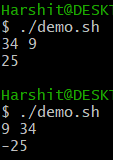 Harshit@DESKT
$ ./demo.sh
34 9
25
Harshit@DESKT
$ ./demo.sh
9 34
-25